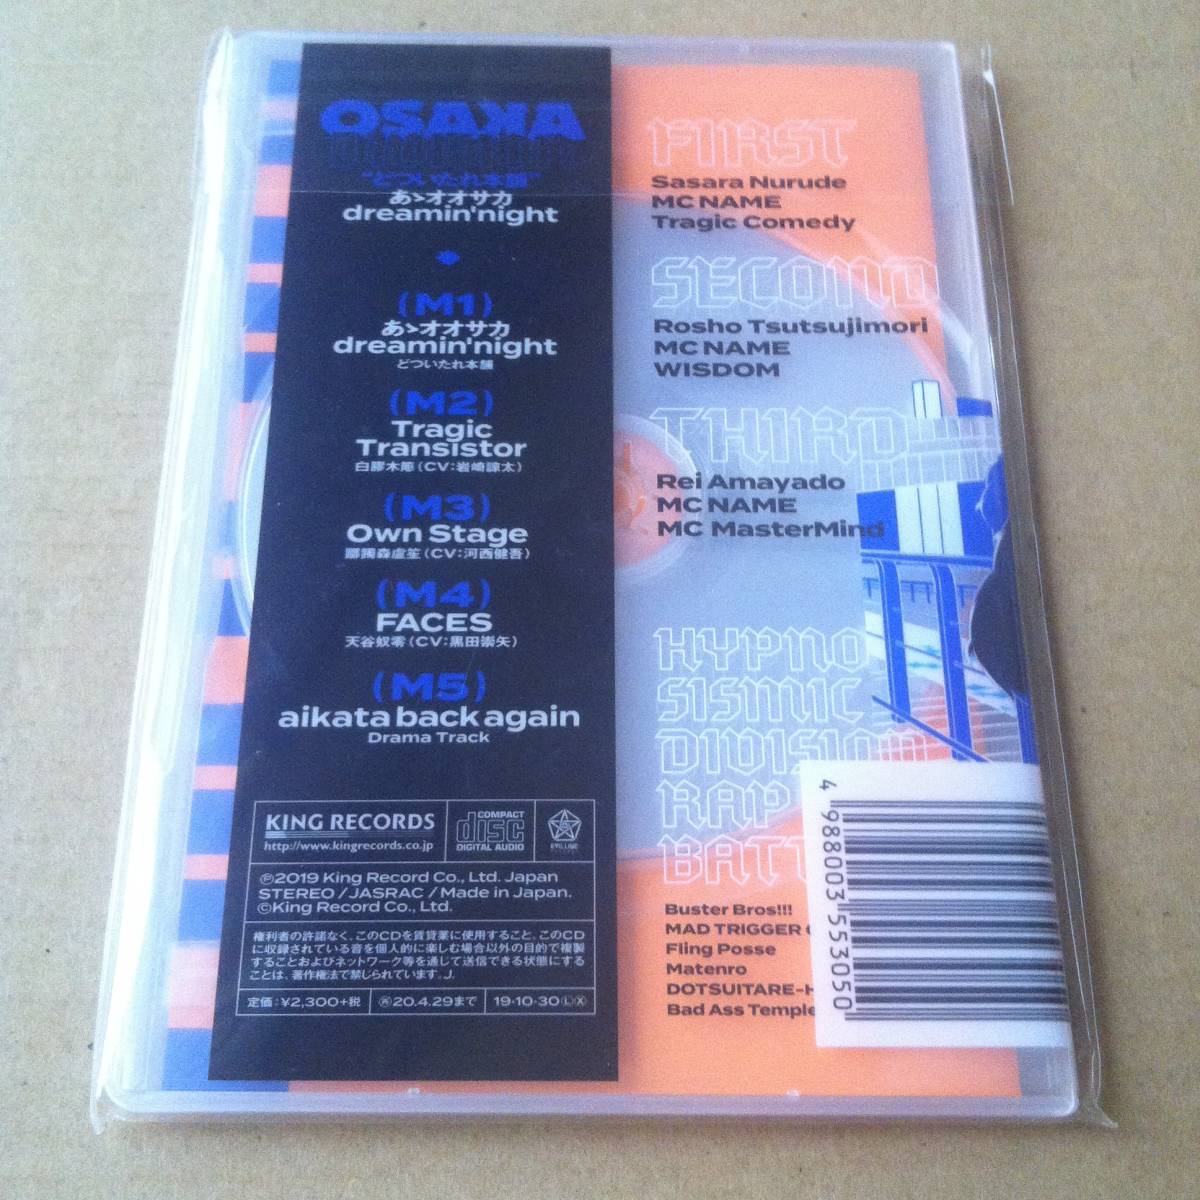 OSAKA
"どついたれ本舗"
あゝオオサカ
dreamin'night
(M1)
あゝオオサカ
dreamin'night
どついたれ本舗
(M2)
Tragic
Transistor
白膠木簓(CV:岩崎諒太)
(M3)
Own Stage
躑躅森盧笙(CV:河西健吾)
(M4)
FACES
天谷奴零(CV:黒田崇矢)
(M5)
aikata back again
Drama Track
KING RECORDS
http://www.kingrecords.co.jp
COMPACT
disc
DIGITAL AUDIO
EVIL LINE
℗2019 King Record Co., Ltd. Japan
STEREO / JASRAC / Made in Japan.
©King Record Co., Ltd.
権利者の許諾なく、このCDを賃貸業に使用すること、このCD
に収録されている音を個人的に楽しむ場合以外の目的で複製
することおよびネットワーク等を通じて送信できる状態にする
ことは、著作権法で禁じられています。J.
定価:¥2,300+税
20.4.29まで
19・10・30ⓁⓍ
FIRST
Sasara Nurude
MC NAME
Tragic Comedy
SECOND
Rosho Tsutsujimori
MC NAME
WISDOM
THIRD
Rei Amayado
MC NAME
MC MasterMind
HYPNO
SISMIC
DIVISION
RAP
BATT
Buster Bros!!!
MAD TRIGGER
Fling Posse
Matenro
DOTSUITARE-H
Bad Ass Temple
4 988003 553050